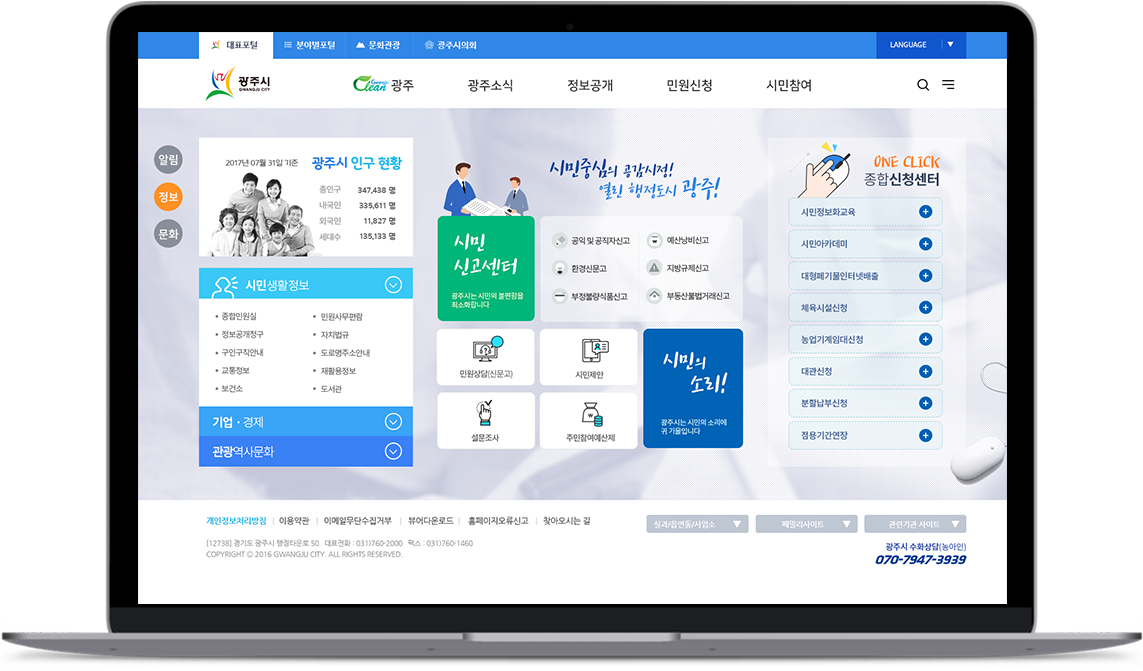 대표포털
분야별포털
문화관광
광주시의회
LANGUAGE
광주시
GWANGJU CITY
Gwangju
Clean 광주
광주소식
정보공개
민원신청
시민참여
알림
정보
문화
2017년 07월 31일 기준
광주시 인구 현황
총인구 347,438 명
내국인 335,611 명
외국인 11,827 명
세대수 135,133 명
시민생활정보
종합민원실
정보공개청구
구인구직안내
교통정보
보건소
민원사무편람
자치법규
도로명주소안내
재활용정보
도서관
기업 · 경제
관광역사문화
시민중심의 공감시정!
열린 행정도시 광주!
시민
신고센터
광주시는 시민의 불편함을
최소화합니다
공익 및 공직자신고
환경신문고
부정불량식품신고
예산낭비신고
지방규제신고
부동산불법거래신고
민원상담(신문고)
시민제안
설문조사
주민참여예산제
시민의
소리!
광주시는 시민의 소리에
귀 기울입니다
ONE CLICK
종합신청센터
시민정보화교육
시민아카데미
대형폐기물인터넷배출
체육시설신청
농업기계임대신청
대관신청
분할납부신청
점용기간연장
개인정보처리방침 | 이용약관 | 이메일무단수집거부 | 뷰어다운로드 | 홈페이지오류신고 | 찾아오시는 길
[12738] 경기도 광주시 행정타운로 50 대표전화 : 031)760-2000 팩스 : 031)760-1460
COPYRIGHT © 2016 GWANGJU CITY. ALL RIGHTS RESERVED.
실과/읍면동/사업소
패밀리사이트
관련기관 사이트
광주시 수화상담(농아인)
070-7947-3939